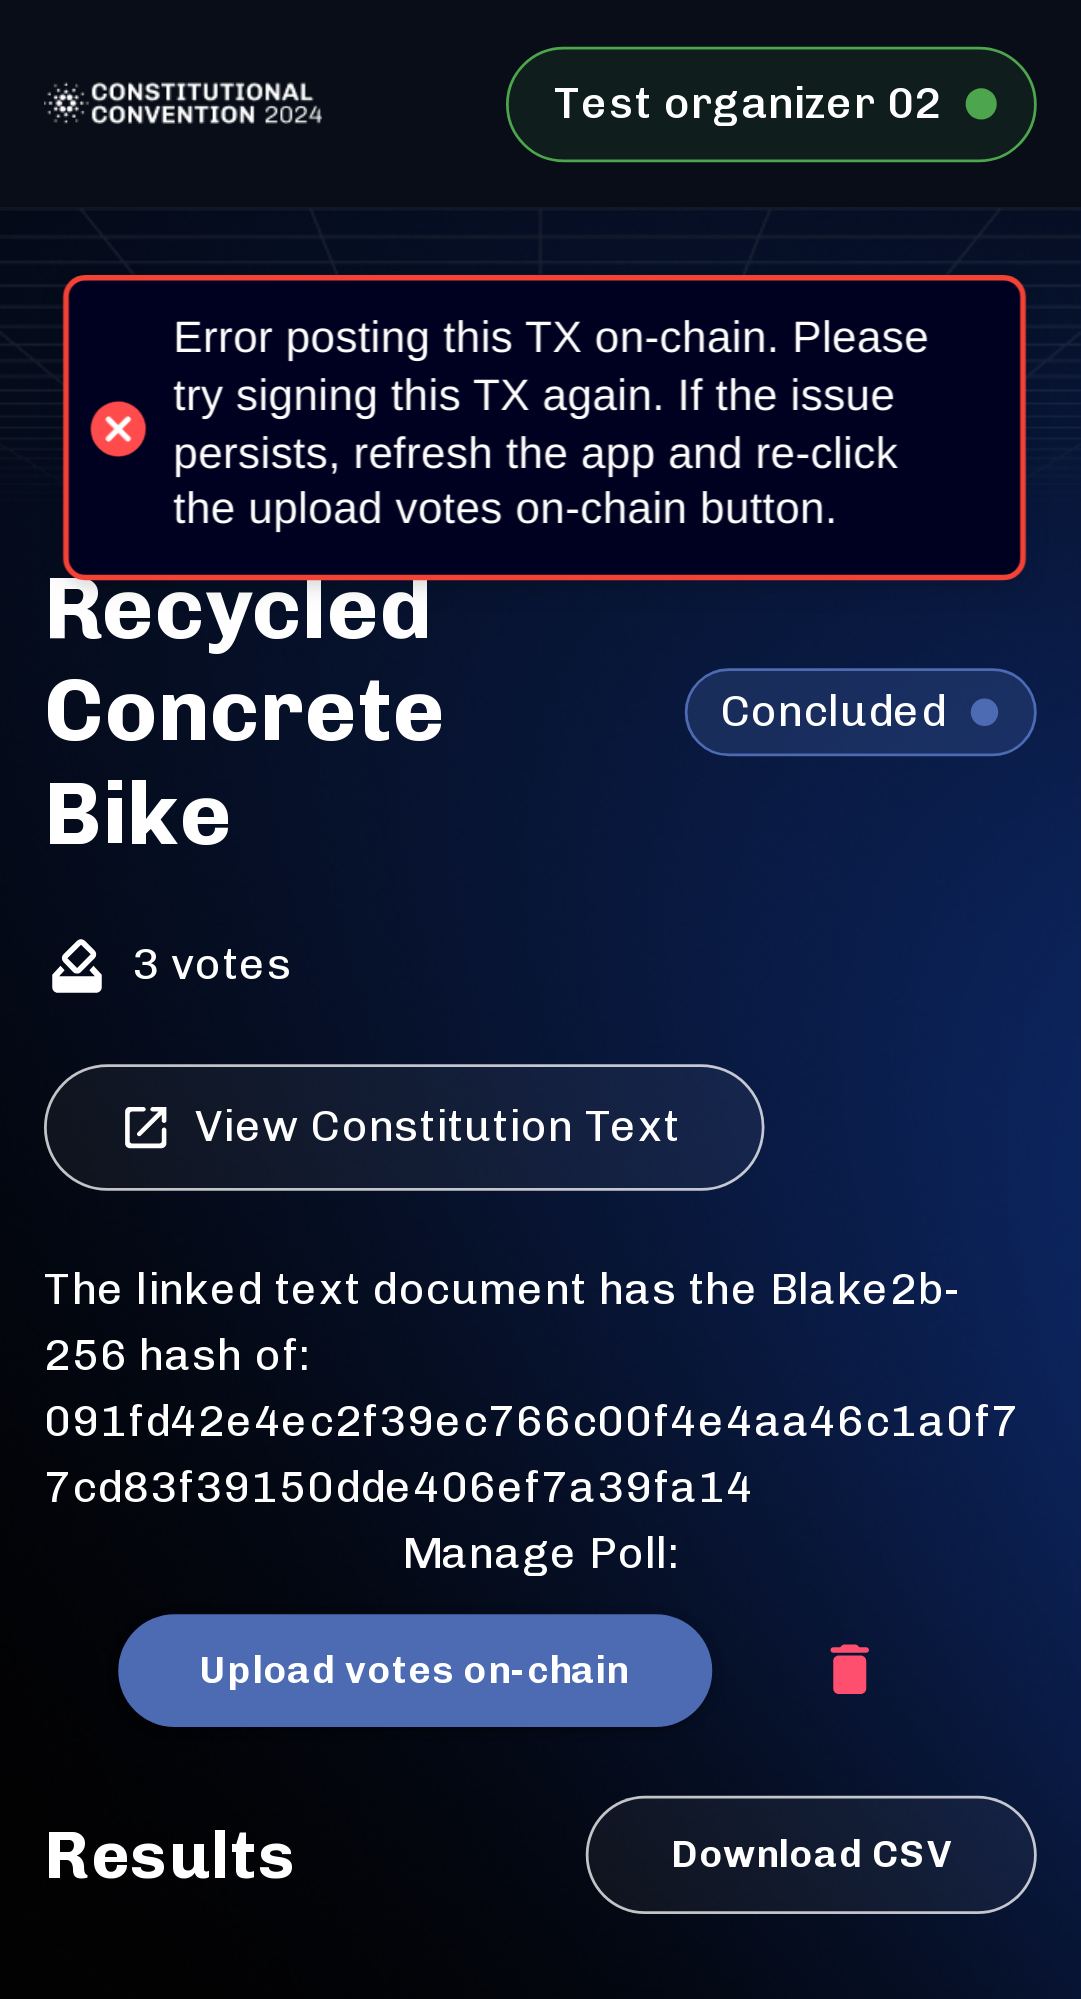 CONSTITUTIONAL
CONVENTION 2024
Test organizer 02
Error posting this TX on-chain. Please
try signing this TX again. If the issue
persists, refresh the app and re-click
the upload votes on-chain button.
Recycled
Concrete
Bike
Concluded
3 votes
View Constitution Text
The linked text document has the Blake2b-
256 hash of:
091fd42e4ec2f39ec766c00f4e4aa46c1a0f7
7cd83f39150dde406ef7a39fa14
Manage Poll:
Upload votes on-chain
Results
Download CSV